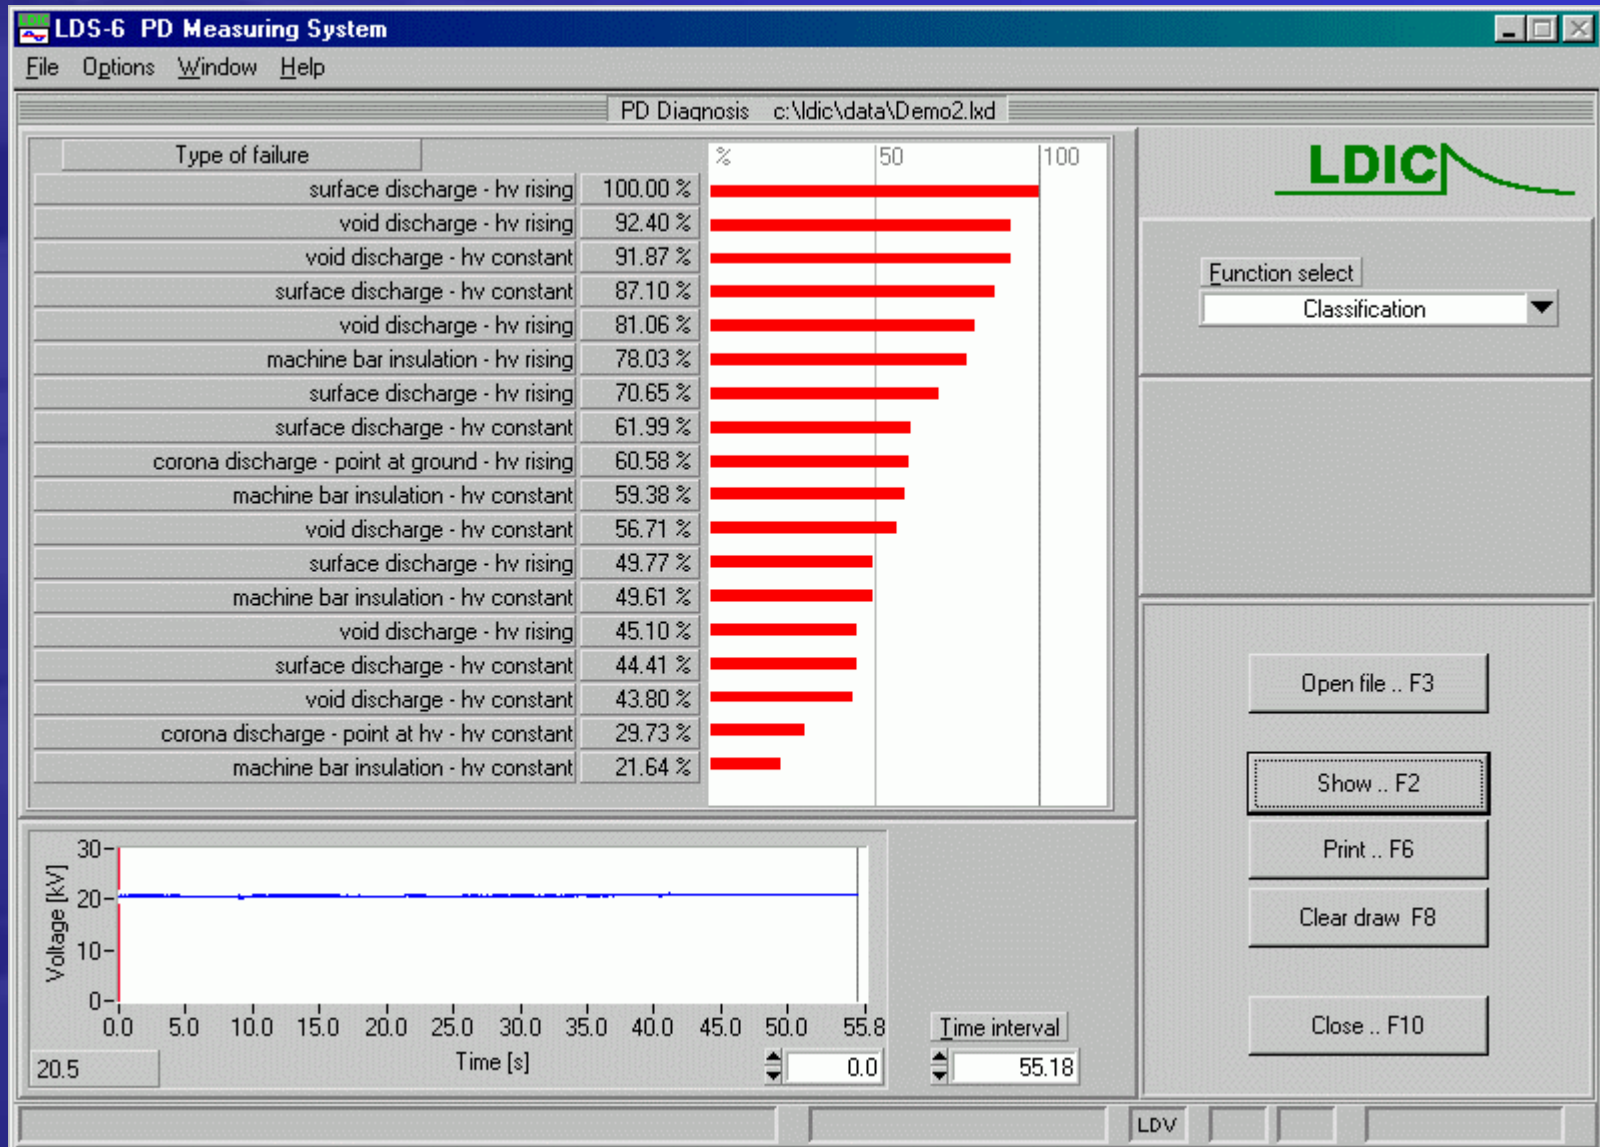 LDIC
LDS-6 PD Measuring System
File Options Window Help
PD Diagnosis c:\ldic\data\Demo2.lxd
Type of failure % 50 100
surface discharge - hv rising 100.00 %
void discharge - hv rising 92.40 %
void discharge - hv constant 91.87 %
surface discharge - hv constant 87.10 %
void discharge - hv rising 81.06 %
machine bar insulation - hv rising 78.03 %
surface discharge - hv rising 70.65 %
surface discharge - hv constant 61.99 %
corona discharge - point at ground - hv rising 60.58 %
machine bar insulation - hv constant 59.38 %
void discharge - hv constant 56.71 %
surface discharge - hv rising 49.77 %
machine bar insulation - hv constant 49.61 %
void discharge - hv rising 45.10 %
surface discharge - hv constant 44.41 %
void discharge - hv constant 43.80 %
corona discharge - point at hv - hv constant 29.73 %
machine bar insulation - hv constant 21.64 %
LDIC
Function select
Classification
Open file .. F3
Show .. F2
Print .. F6
Clear draw F8
Close .. F10
Voltage [kV]
30
20
10
0
0.0 5.0 10.0 15.0 20.0 25.0 30.0 35.0 40.0 45.0 50.0 55.8
Time [s]
20.5
0.0
Time interval
55.18
LDV